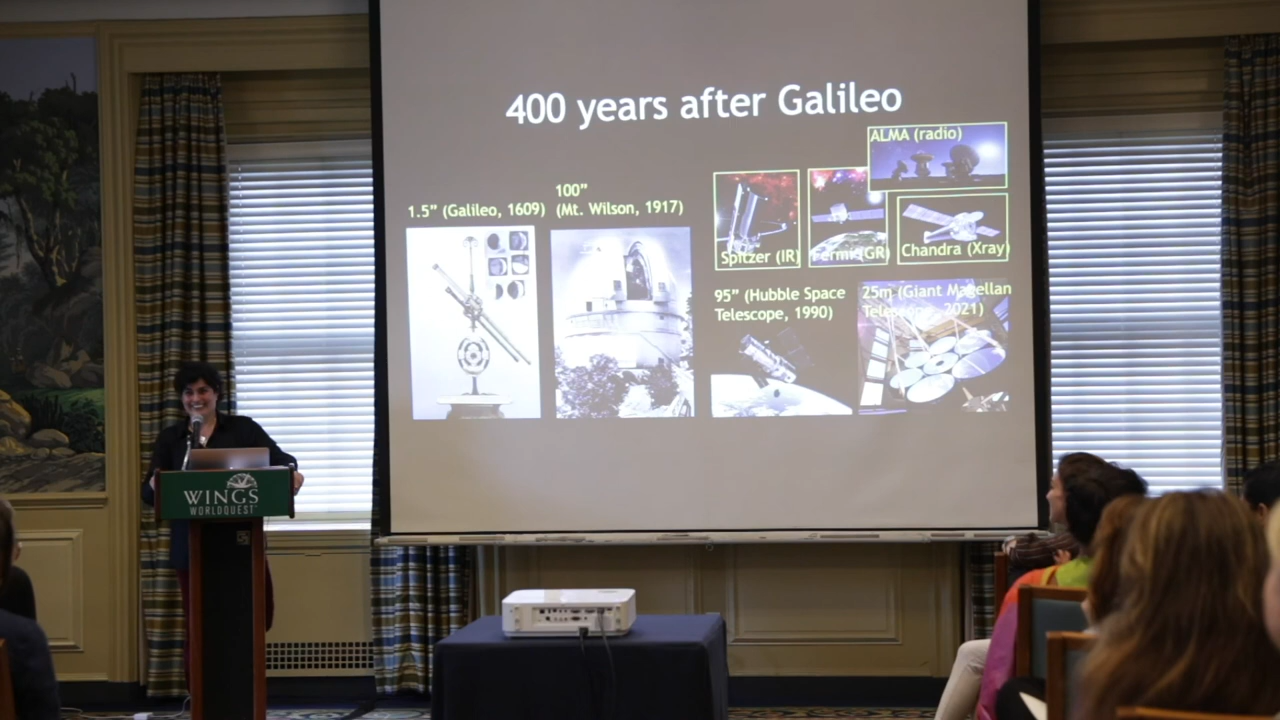 400 years after Galileo
1.5” (Galileo, 1609)
100”
(Mt. Wilson, 1917)
ALMA (radio)
Spitzer (IR)
Fermi (GR)
Chandra (Xray)
95” (Hubble Space
Telescope, 1990)
25m (Giant Magellan
Telescope, 2021)
WINGS
WORLDQUEST